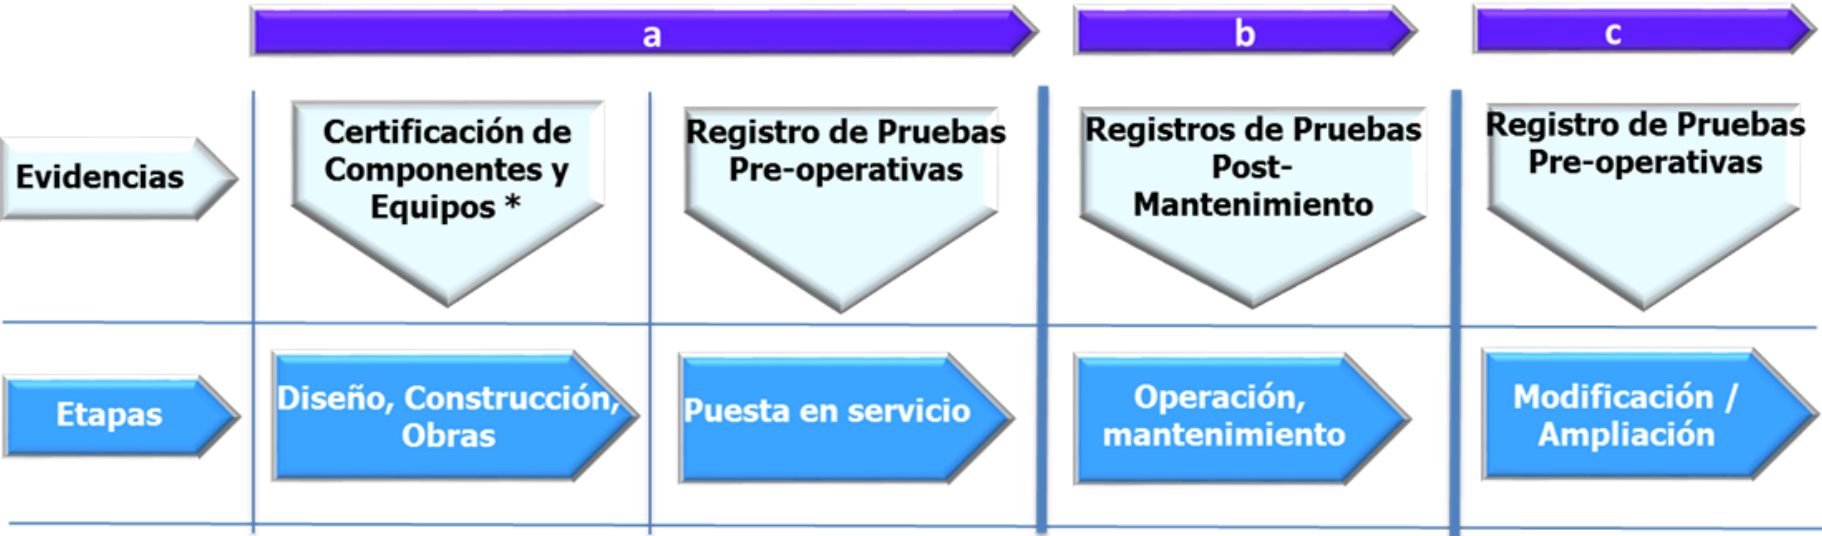 a
b
c
Evidencias
Certificación de
Componentes y
Equipos *
Registro de Pruebas
Pre-operativas
Registros de Pruebas
Post-
Mantenimiento
Registro de Pruebas
Pre-operativas
Etapas
Diseño, Construcción,
Obras
Puesta en servicio
Operación,
mantenimiento
Modificación /
Ampliación